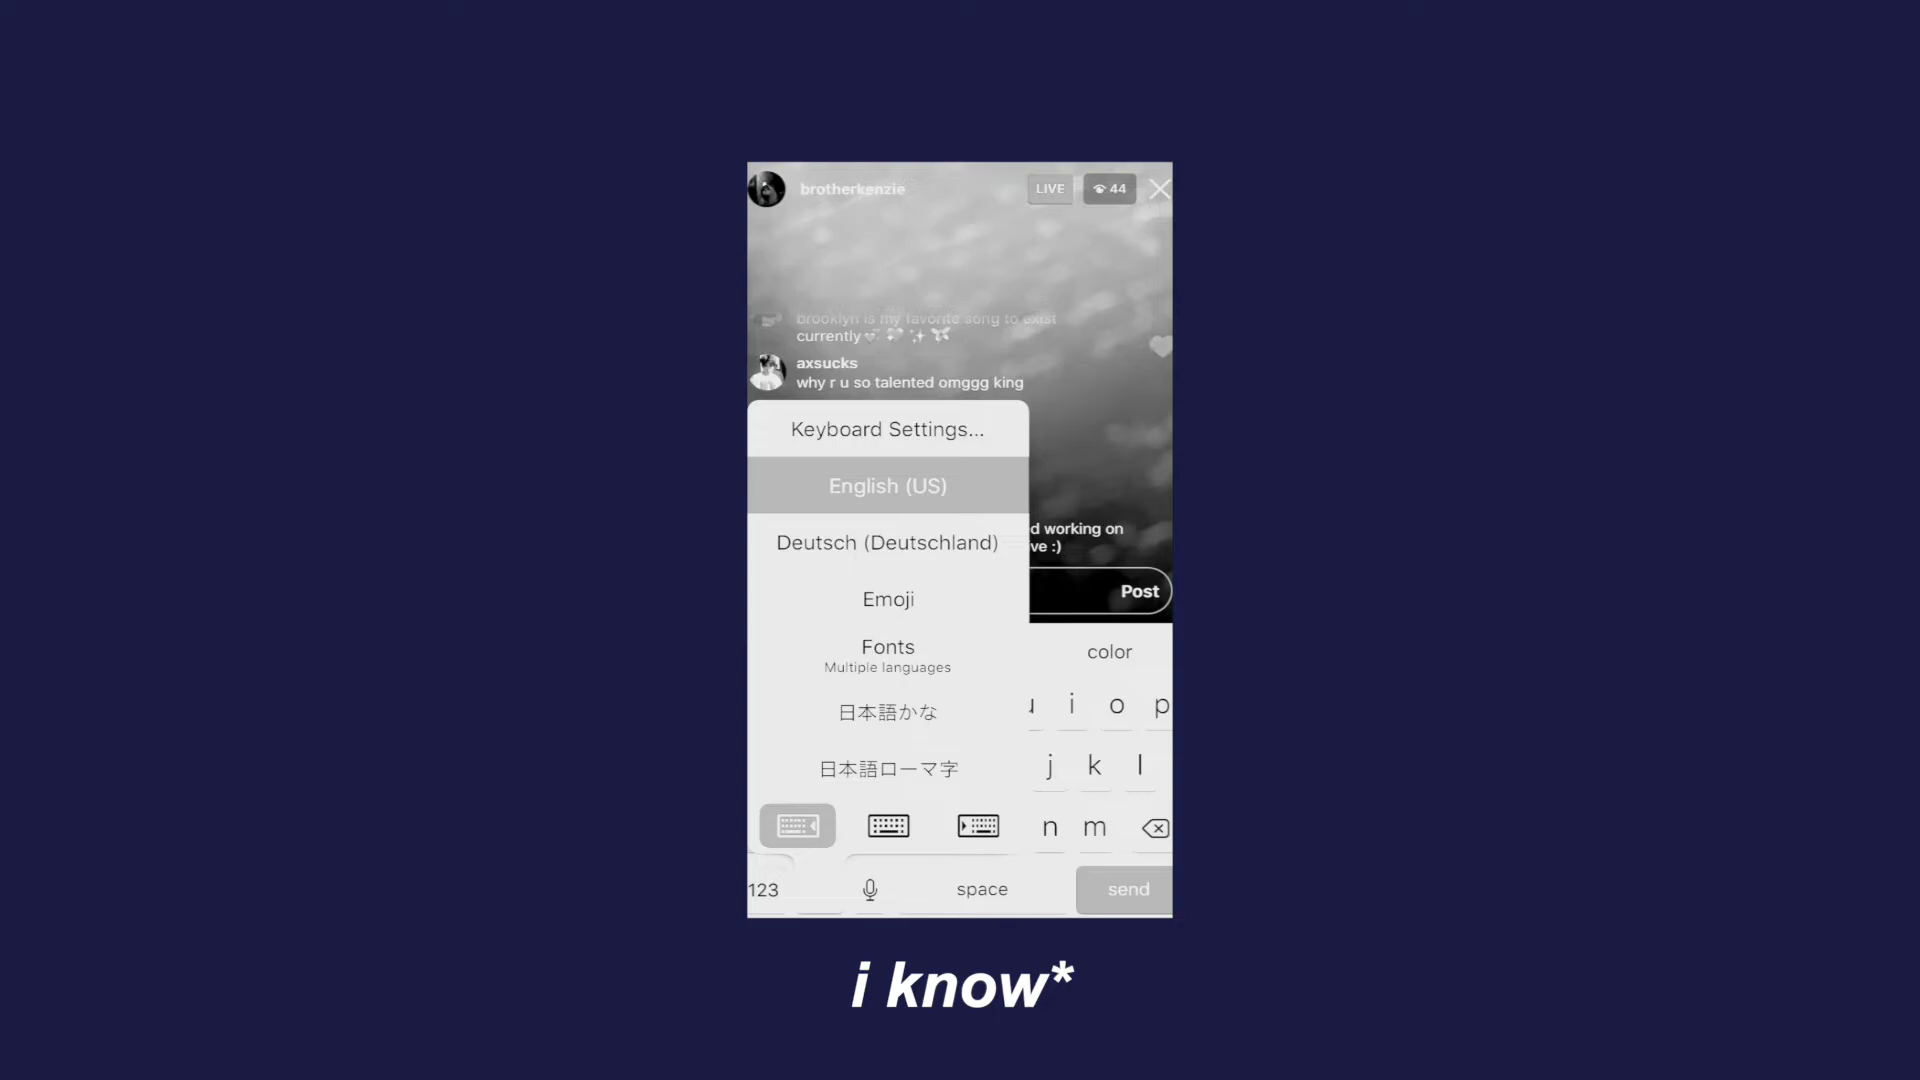 brotherkenzie
LIVE
44
brooklyn is my favorite song to exist
currently
axsucks
why r u so talented omggg king
Keyboard Settings...
English (US)
Deutsch (Deutschland)
d working on
ve :)
Post
Emoji
Fonts
Multiple languages
color
日本語かな
u i o p
日本語ローマ字
j k l
n m
123
space
send
i know*